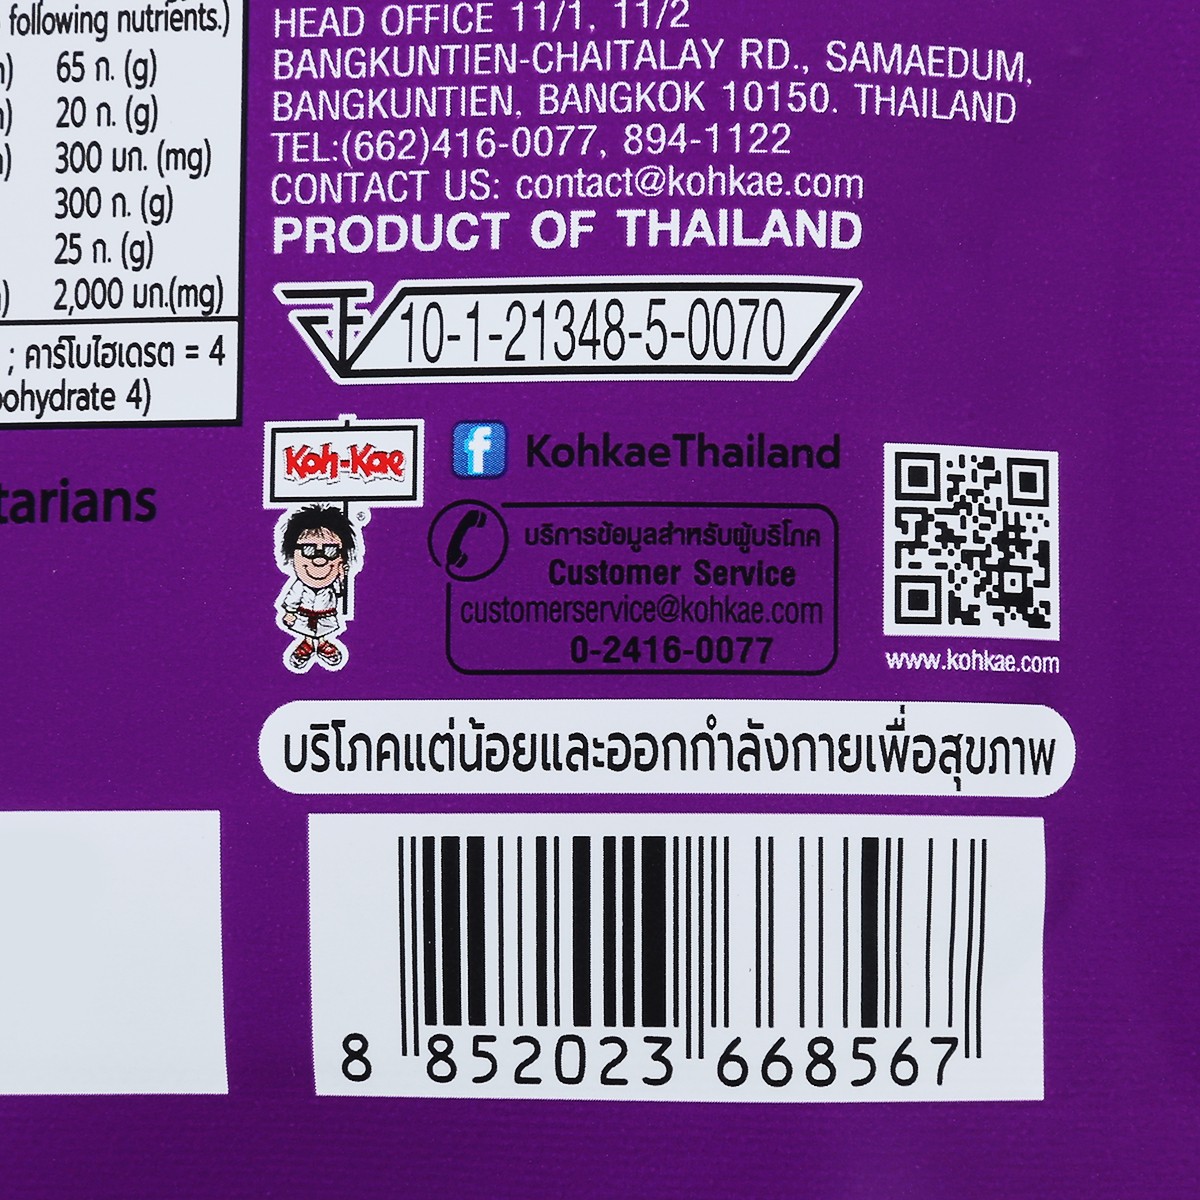 following nutrients.)
65 ก. (g)
20 ก. (g)
300 มก. (mg)
300 ก. (g)
25 ก. (g)
2,000 มก.(mg)
; คาร์โบไฮเดรต = 4
ohydrate 4)
tarians
HEAD OFFICE 11/1, 11/2
BANGKUNTIEN-CHAITALAY RD., SAMAEDUM,
BANGKUNTIEN, BANGKOK 10150. THAILAND
TEL:(662)416-0077, 894-1122
CONTACT US: contact@kohkae.com
PRODUCT OF THAILAND
10-1-21348-5-0070
Koh-Kae
®
f KohkaeThailand
บริการข้อมูลสำหรับผู้บริโภค
Customer Service
customerservice@kohkae.com
0-2416-0077
www.kohkae.com
บริโภคแต่น้อยและออกกำลังกายเพื่อสุขภาพ
8 852023 668567